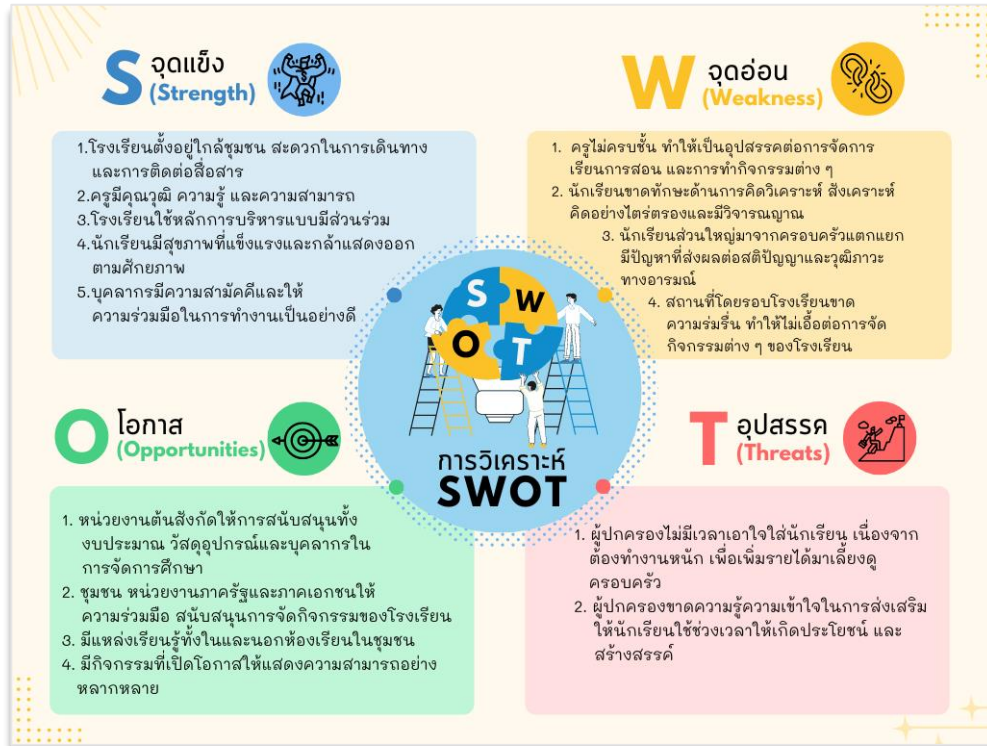 S จุดแข็ง
(Strength)
1.โรงเรียนตั้งอยู่ใกล้ชุมชน สะดวกในการเดินทาง
และการติดต่อสื่อสาร
2.ครูมีคุณวุฒิ ความรู้ และความสามารถ
3.โรงเรียนใช้หลักการบริหารแบบมีส่วนร่วม
4.นักเรียนมีสุขภาพที่แข็งแรงและกล้าแสดงออก
ตามศักยภาพ
5.บุคลากรมีความสามัคคีและให้
ความร่วมมือในการทำงานเป็นอย่างดี
W จุดอ่อน
(Weakness)
1. ครูไม่ครบชั้น ทำให้เป็นอุปสรรคต่อการจัดการ
เรียนการสอน และการทำกิจกรรมต่าง ๆ
2. นักเรียนขาดทักษะด้านการคิดวิเคราะห์ สังเคราะห์
คิดอย่างไตร่ตรองและมีวิจารณญาณ
3. นักเรียนส่วนใหญ่มาจากครอบครัวแตกแยก
มีปัญหาที่ส่งผลต่อสติปัญญาและวุฒิภาวะ
ทางอารมณ์
4. สถานที่โดยรอบโรงเรียนขาด
ความร่มรื่น ทำให้ไม่เอื้อต่อการจัด
กิจกรรมต่าง ๆ ของโรงเรียน
S W
O T
การวิเคราะห์
SWOT
O โอกาส
(Opportunities)
1. หน่วยงานต้นสังกัดให้การสนับสนุนทั้ง
งบประมาณ วัสดุอุปกรณ์และบุคลากรใน
การจัดการศึกษา
2. ชุมชน หน่วยงานภาครัฐและภาคเอกชนให้
ความร่วมมือ สนับสนุนการจัดกิจกรรมของโรงเรียน
3. มีแหล่งเรียนรู้ทั้งในและนอกห้องเรียนในชุมชน
4. มีกิจกรรมที่เปิดโอกาสให้แสดงความสามารถอย่าง
หลากหลาย
T อุปสรรค
(Threats)
1. ผู้ปกครองไม่มีเวลาเอาใจใส่นักเรียน เนื่องจาก
ต้องทำงานหนัก เพื่อเพิ่มรายได้มาเลี้ยงดู
ครอบครัว
2. ผู้ปกครองขาดความรู้ความเข้าใจในการส่งเสริม
ให้นักเรียนใช้ช่วงเวลาให้เกิดประโยชน์ และ
สร้างสรรค์